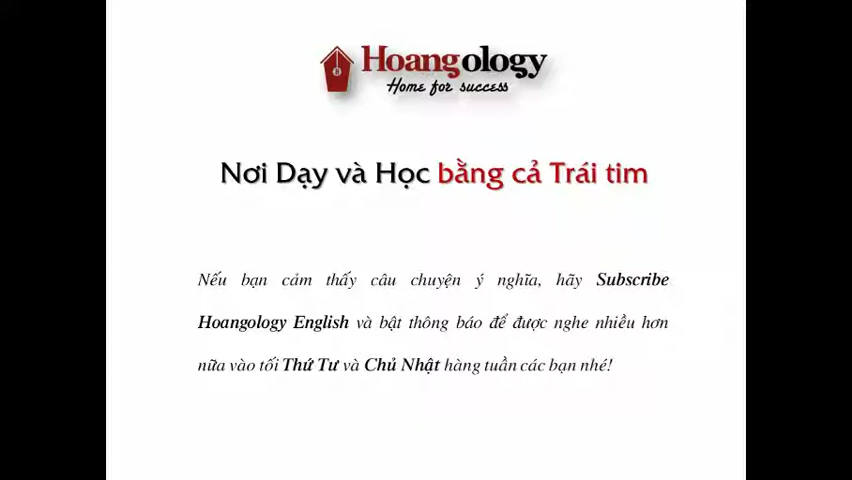 Hoangology
Home for success
Nơi Dạy và Học bằng cả Trái tim
Nếu bạn cảm thấy câu chuyện ý nghĩa, hãy Subscribe
Hoangology English và bật thông báo để được nghe nhiều hơn
nữa vào tối Thứ Tư và Chủ Nhật hàng tuần các bạn nhé!